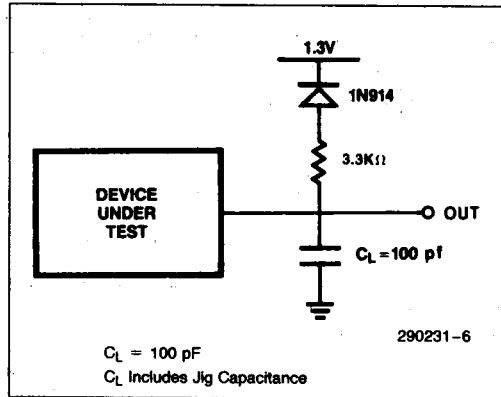 1.3V
1N914
3.3KΩ
DEVICE
UNDER
TEST
OUT
C_L = 100 pf
290231-6
C_L = 100 pF
C_L Includes Jig Capacitance